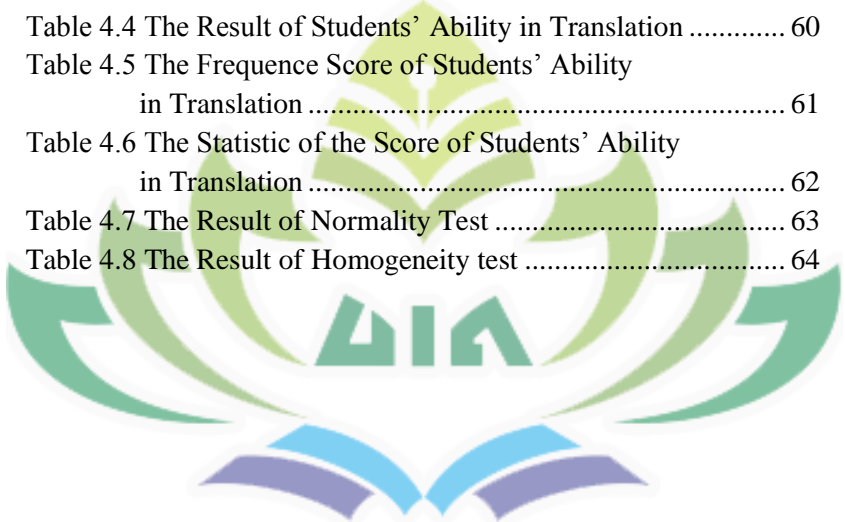 Table 4.4 The Result of Students’ Ability in Translation ............. 60
Table 4.5 The Frequence Score of Students’ Ability
in Translation ........................................................ 61
Table 4.6 The Statistic of the Score of Students’ Ability
in Translation ........................................................ 62
Table 4.7 The Result of Normality Test .................................. 63
Table 4.8 The Result of Homogeneity test ............................... 64
UIN